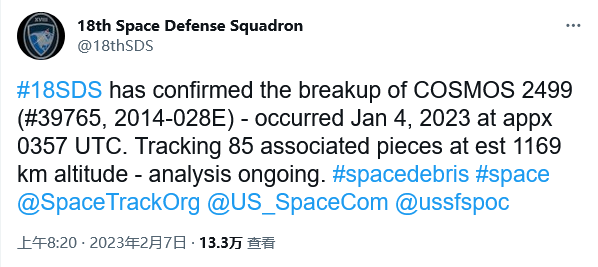 18th Space Defense Squadron
@18thSDS
#18SDS has confirmed the breakup of COSMOS 2499
(#39765, 2014-028E) - occurred Jan 4, 2023 at appx
0357 UTC. Tracking 85 associated pieces at est 1169
km altitude - analysis ongoing. #spacedebris #space
@SpaceTrackOrg @US_SpaceCom @ussfspoc
上午8:20 · 2023年2月7日 · 13.3万 查看